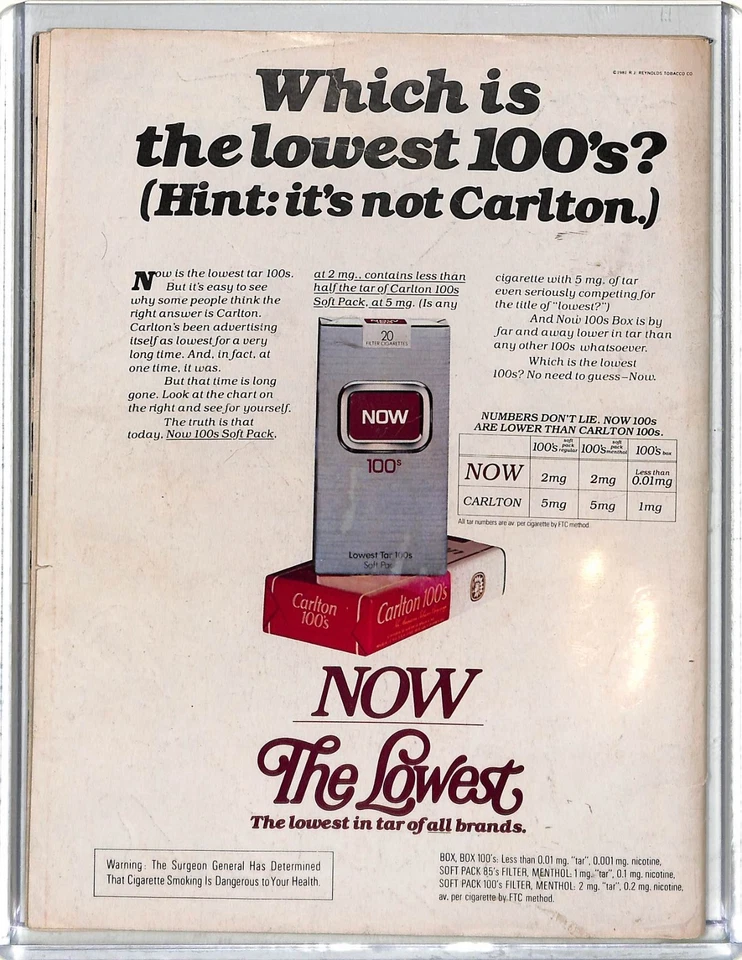 ©1981 R.J. REYNOLDS TOBACCO CO.
Which is
the lowest 100's?
(Hint: it's not Carlton.)
Now is the lowest tar 100s.
But it's easy to see
why some people think the
right answer is Carlton.
Carlton's been advertising
itself as lowest for a very
long time. And, in fact, at
one time, it was.
But that time is long
gone. Look at the chart on
the right and see for yourself.
The truth is that
today, Now 100s Soft Pack,
at 2 mg., contains less than
half the tar of Carlton 100s
Soft Pack, at 5 mg. (Is any
cigarette with 5 mg. of tar
even seriously competing for
the title of "lowest?")
And Now 100s Box is by
far and away lower in tar than
any other 100s whatsoever.
Which is the lowest
100s? No need to guess—Now.
20
FILTER CIGARETTES
NOW
100s
Lowest Tar 100s
Soft Pack
Carlton
100's
Carlton 100's
NUMBERS DON'T LIE. NOW 100s
ARE LOWER THAN CARLTON 100s.
100's soft pack regular 100's soft pack menthol 100's box
NOW 2mg 2mg Less than 0.01mg
CARLTON 5mg 5mg 1mg
All tar numbers are av. per cigarette by FTC method.
NOW
The Lowest
The lowest in tar of all brands.
Warning: The Surgeon General Has Determined
That Cigarette Smoking Is Dangerous to Your Health.
BOX, BOX 100's: Less than 0.01 mg. "tar", 0.001 mg. nicotine,
SOFT PACK 85's FILTER, MENTHOL: 1 mg. "tar", 0.1 mg. nicotine,
SOFT PACK 100's FILTER, MENTHOL: 2 mg. "tar", 0.2 mg. nicotine,
av. per cigarette by FTC method.